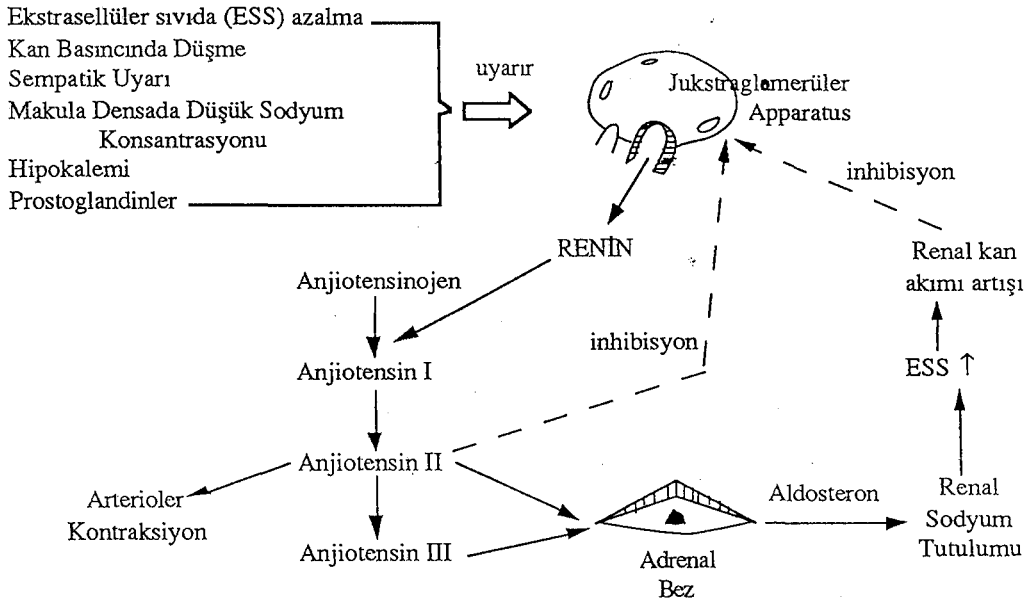 Ekstrasellüler sıvıda (ESS) azalma
Kan Basıncında Düşme
Sempatik Uyarı
Makula Densada Düşük Sodyum
Konsantrasyonu
Hipokalemi
Prostoglandinler
uyarır
Jukstraglomerüler
Apparatus
inhibisyon
RENİN
Renal kan
akımı artışı
Anjiotensinojen
inhibisyon
Anjiotensin I
ESS ↑
Anjiotensin II
Arterioler
Kontraksiyon
Anjiotensin III
Adrenal
Bez
Aldosteron
Renal
Sodyum
Tutulumu